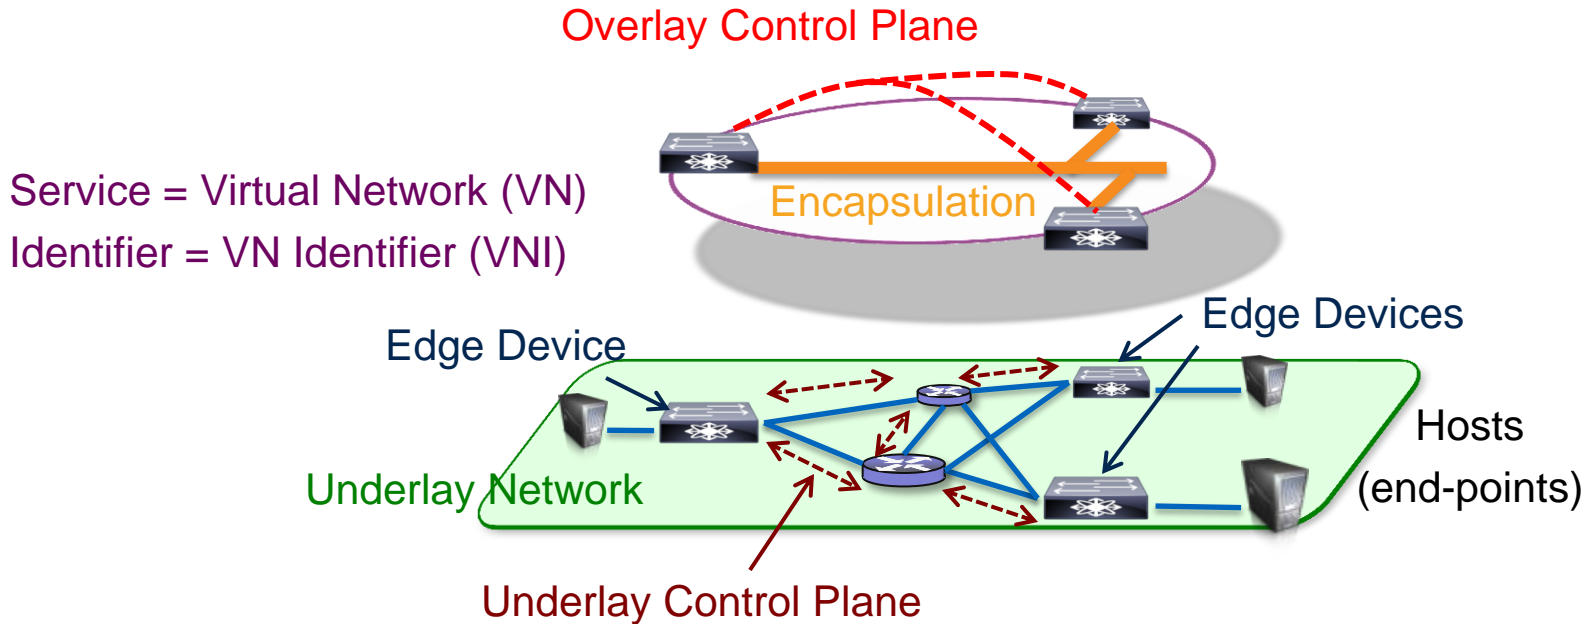 Overlay Control Plane
Service = Virtual Network (VN)
Identifier = VN Identifier (VNI)
Encapsulation
Edge Device
Edge Devices
Hosts
(end-points)
Underlay Network
Underlay Control Plane